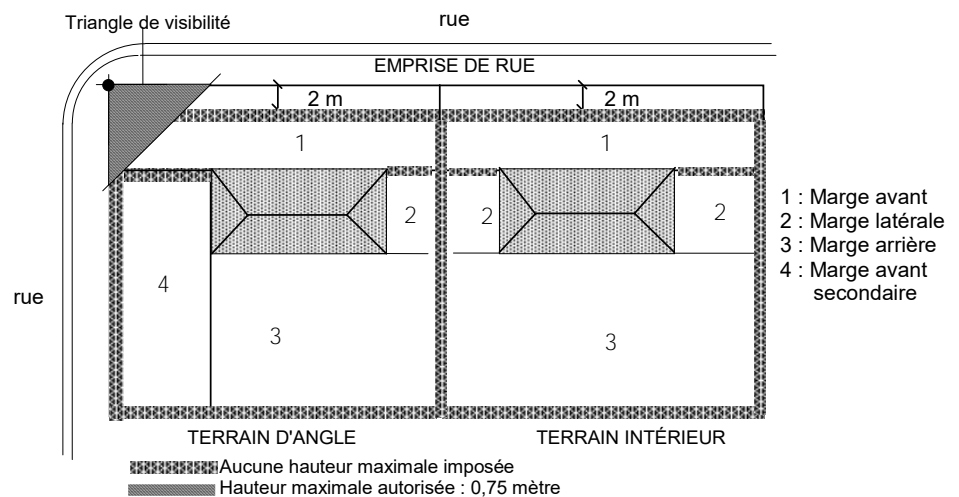 rue
Triangle de visibilité
EMPRISE DE RUE
2 m
2 m
1
1
2
2
2
1 : Marge avant
2 : Marge latérale
3 : Marge arrière
4 : Marge avant
secondaire
rue
4
3
3
TERRAIN D'ANGLE
TERRAIN INTÉRIEUR
Aucune hauteur maximale imposée
Hauteur maximale autorisée : 0,75 mètre